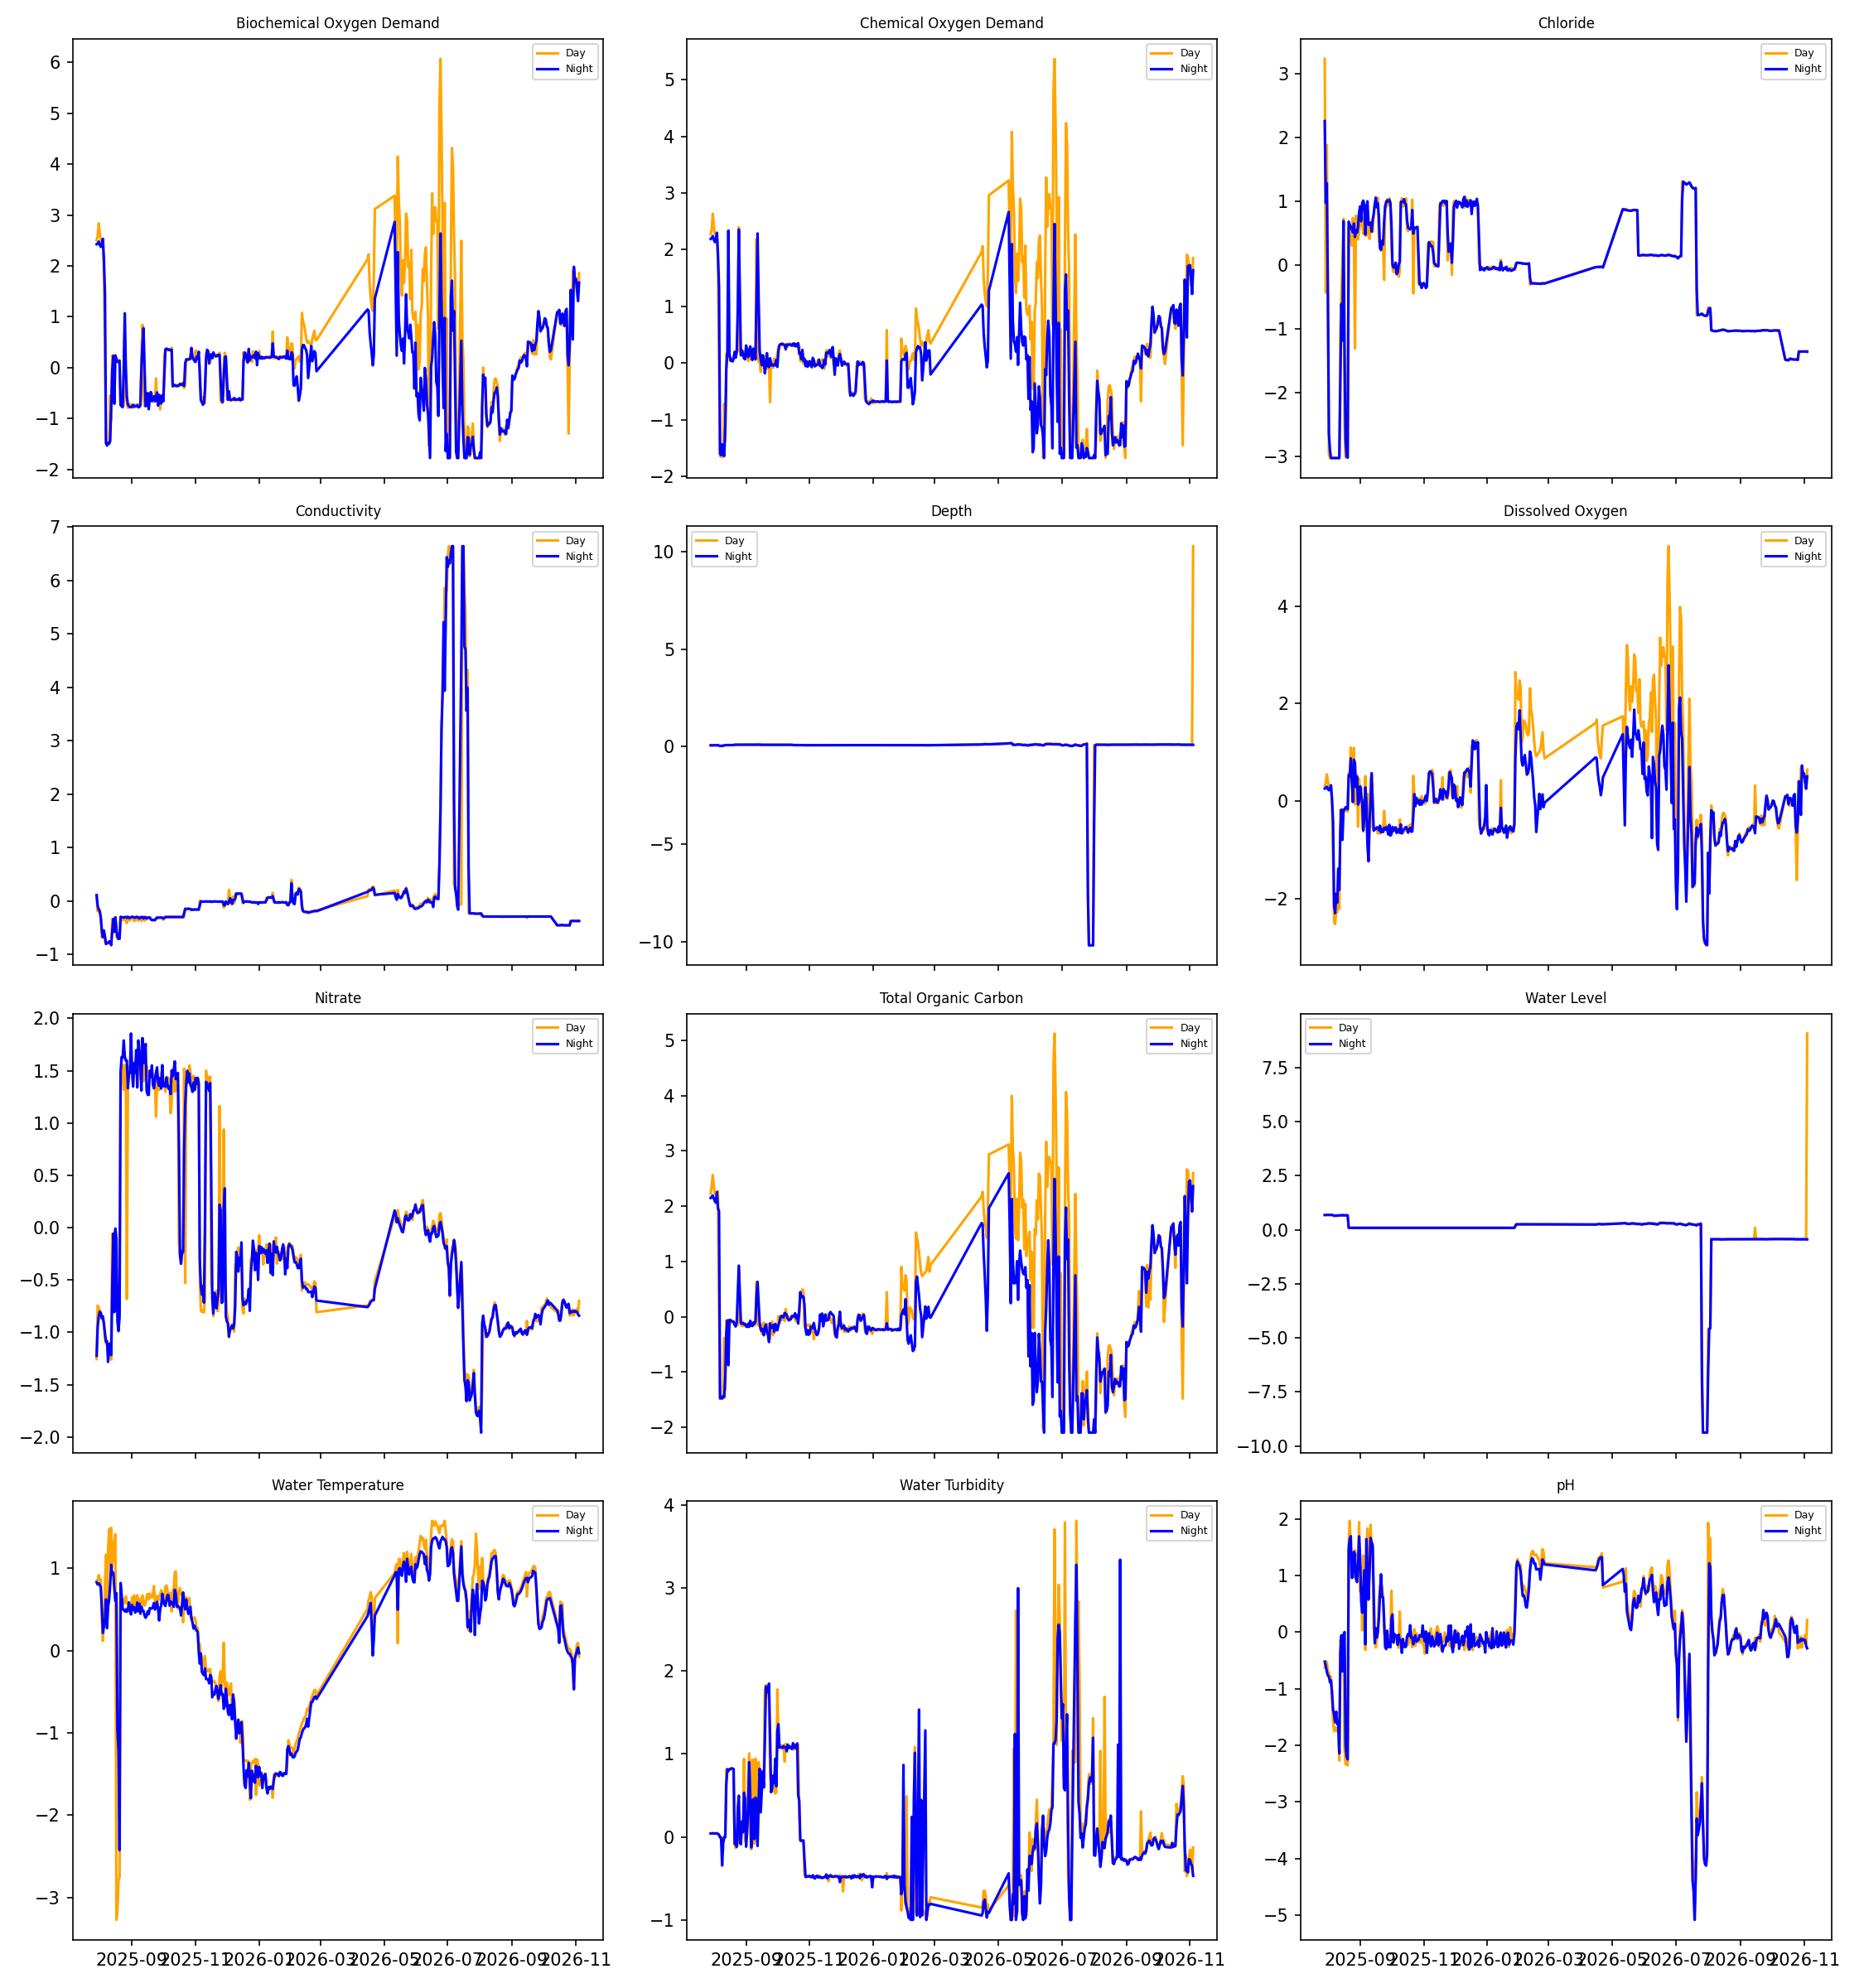 Biochemical Oxygen Demand
6
5
4
3
2
1
0
−1
−2
Day
Night
Chemical Oxygen Demand
5
4
3
2
1
0
−1
−2
Day
Night
Chloride
3
2
1
0
−1
−2
−3
Day
Night
Conductivity
7
6
5
4
3
2
1
0
−1
Day
Night
Depth
10
5
0
−5
−10
Day
Night
Dissolved Oxygen
4
2
0
−2
Day
Night
Nitrate
2.0
1.5
1.0
0.5
0.0
−0.5
−1.0
−1.5
−2.0
Day
Night
Total Organic Carbon
5
4
3
2
1
0
−1
−2
Day
Night
Water Level
7.5
5.0
2.5
0.0
−2.5
−5.0
−7.5
−10.0
Day
Night
Water Temperature
1
0
−1
−2
−3
Day
Night
2025-09 2025-11 2026-01 2026-03 2026-05 2026-07 2026-09 2026-11
Water Turbidity
4
3
2
1
0
−1
Day
Night
2025-09 2025-11 2026-01 2026-03 2026-05 2026-07 2026-09 2026-11
pH
2
1
0
−1
−2
−3
−4
−5
Day
Night
2025-09 2025-11 2026-01 2026-03 2026-05 2026-07 2026-09 2026-11